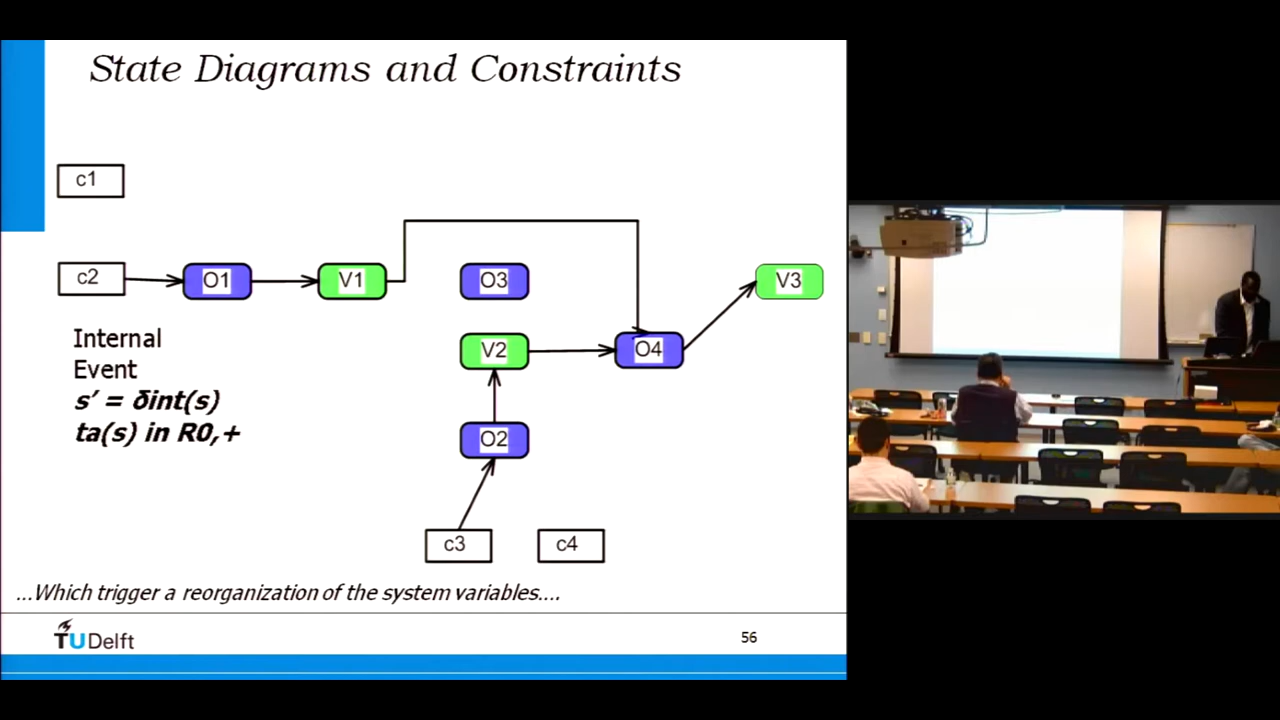 State Diagrams and Constraints
c1
c2
O1
V1
O3
V3
V2
O4
Internal
Event
s’ = δint(s)
ta(s) in R0,+
O2
c3
c4
...Which trigger a reorganization of the system variables....
TUDelft
56